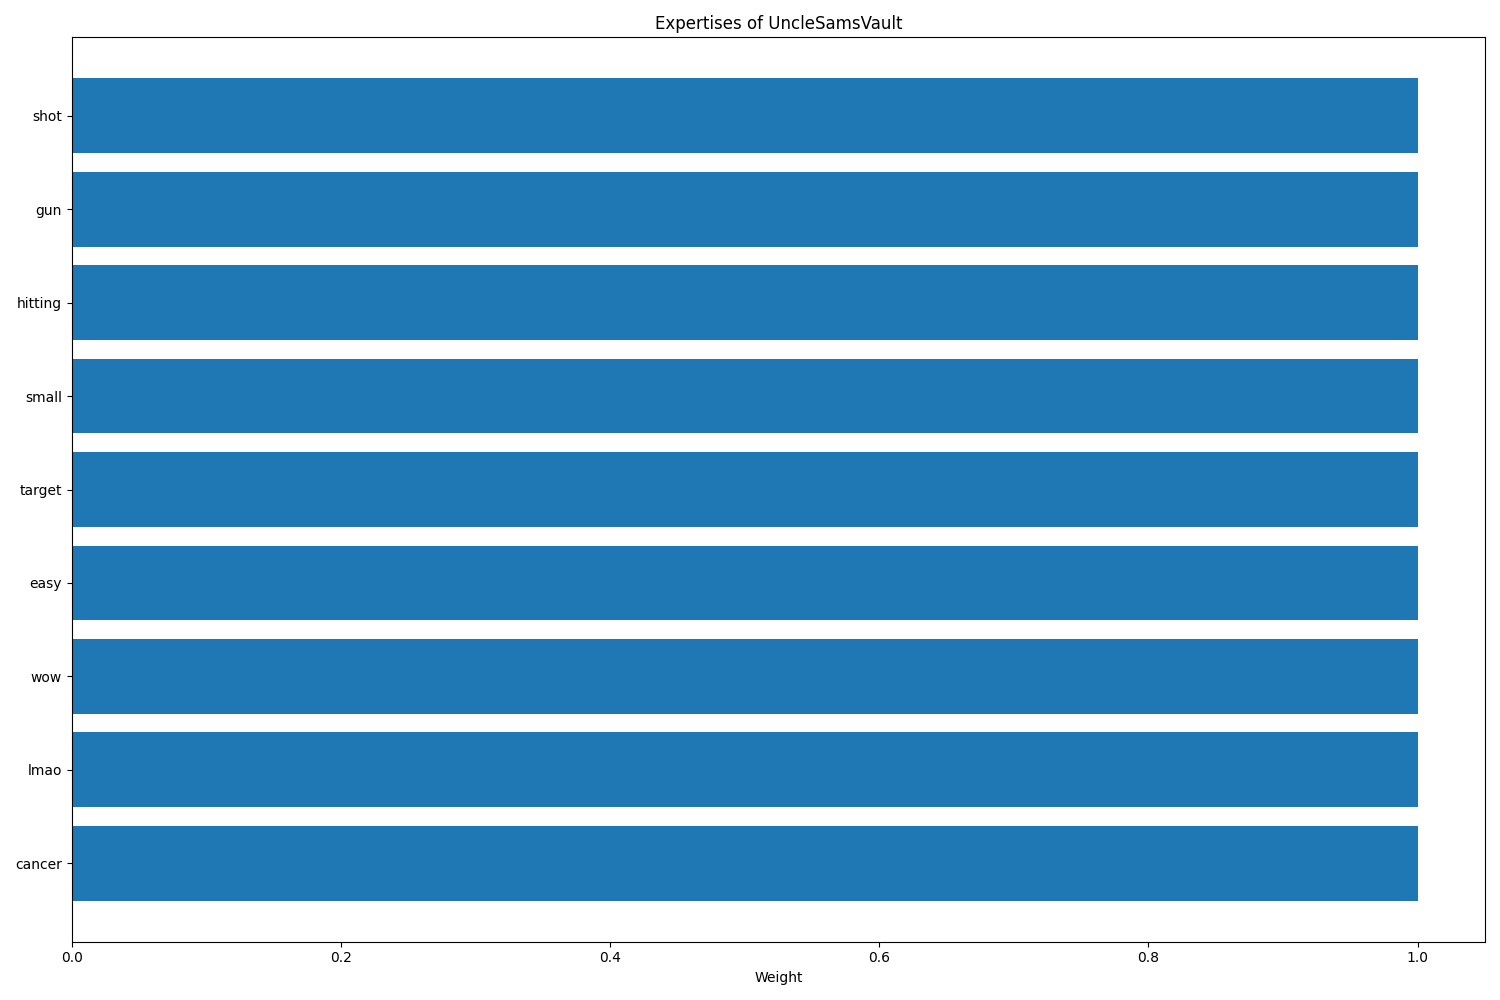 Expertises of UncleSamsVault
shot
gun
hitting
small
target
easy
wow
lmao
cancer
0.0 0.2 0.4 0.6 0.8 1.0
Weight